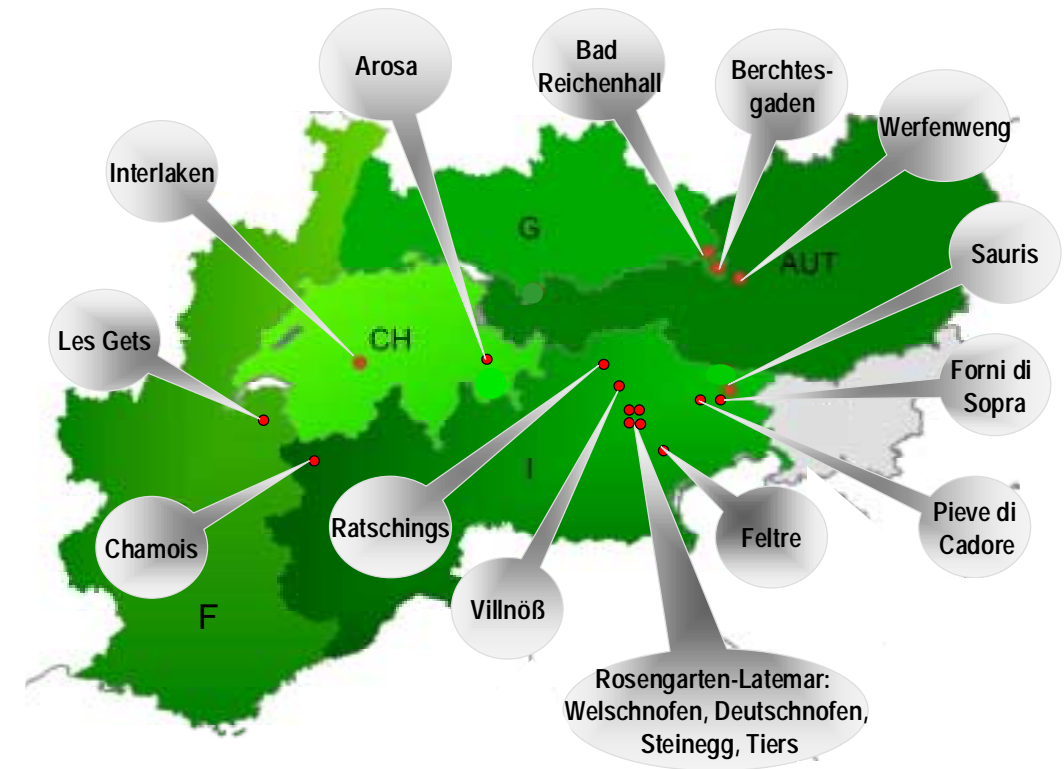 Arosa
Bad
Reichenhall
Berchtes-
gaden
Werfenweng
Interlaken
G
AUT
Sauris
CH
Les Gets
Forni di
Sopra
I
Ratschings
Feltre
Pieve di
Cadore
Chamois
Villnöß
F
Rosengarten-Latemar:
Welschnofen, Deutschnofen,
Steinegg, Tiers